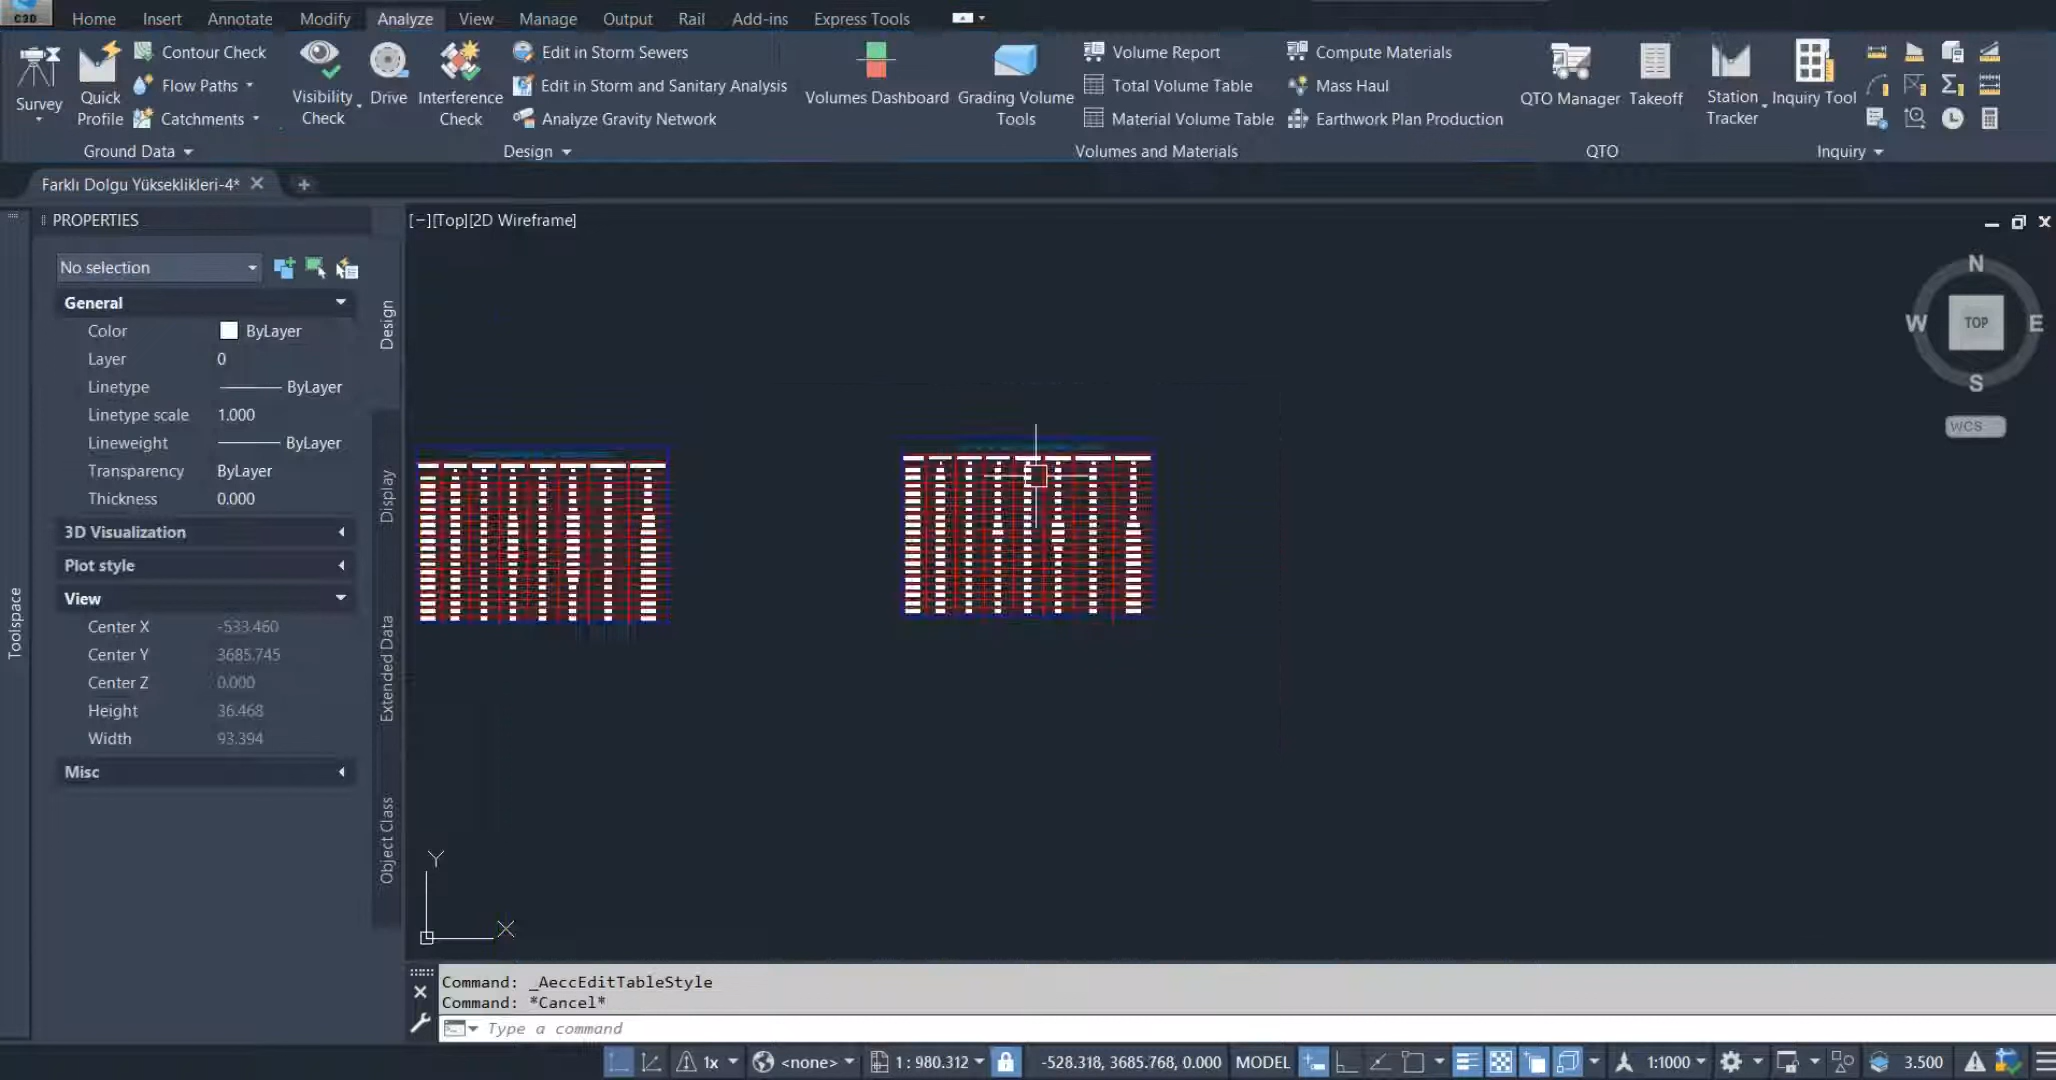 C3D
Home Insert Annotate Modify Analyze View Manage Output Rail Add-ins Express Tools
Survey
Quick Profile
Contour Check
Flow Paths
Catchments
Ground Data
Visibility Check
Drive
Interference Check
Edit in Storm Sewers
Edit in Storm and Sanitary Analysis
Analyze Gravity Network
Design
Volumes Dashboard
Grading Volume Tools
Volume Report
Total Volume Table
Material Volume Table
Compute Materials
Mass Haul
Earthwork Plan Production
Volumes and Materials
QTO Manager
Takeoff
QTO
Station Tracker
Inquiry Tool
Inquiry
Farklı Dolgu Yükseklikleri-4*
PROPERTIES
No selection
General
Color ByLayer
Layer 0
Linetype ByLayer
Linetype scale 1.000
Lineweight ByLayer
Transparency ByLayer
Thickness 0.000
3D Visualization
Plot style
View
Center X -533.460
Center Y 3685.745
Center Z 0.000
Height 36.468
Width 93.394
Misc
Toolspace
Design
Display
Extended Data
Object Class
[−][Top][2D Wireframe]
N
W TOP E
S
WCS
Y
X
Command: _AeccEditTableStyle
Command: *Cancel*
Type a command
1x <none> 1 : 980.312 -528.318, 3685.768, 0.000 MODEL 1:1000 3.500